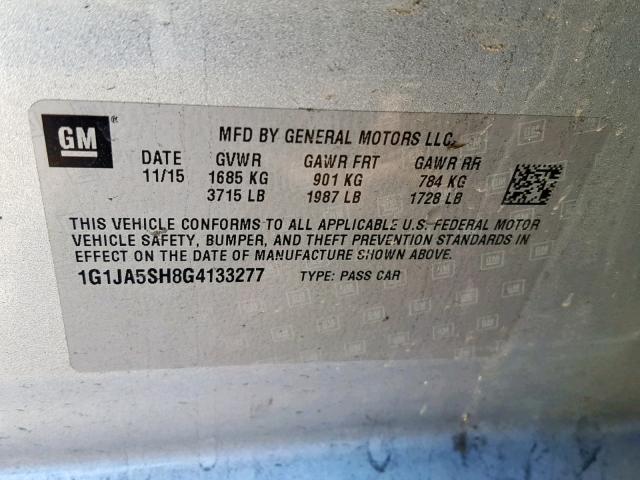 GM ® MFD BY GENERAL MOTORS LLC.
DATE GVWR GAWR FRT GAWR RR
11/15 1685 KG 901 KG 784 KG
3715 LB 1987 LB 1728 LB
THIS VEHICLE CONFORMS TO ALL APPLICABLE U.S. FEDERAL MOTOR
VEHICLE SAFETY, BUMPER, AND THEFT PREVENTION STANDARDS IN
EFFECT ON THE DATE OF MANUFACTURE SHOWN ABOVE.
1G1JA5SH8G4133277 TYPE: PASS CAR